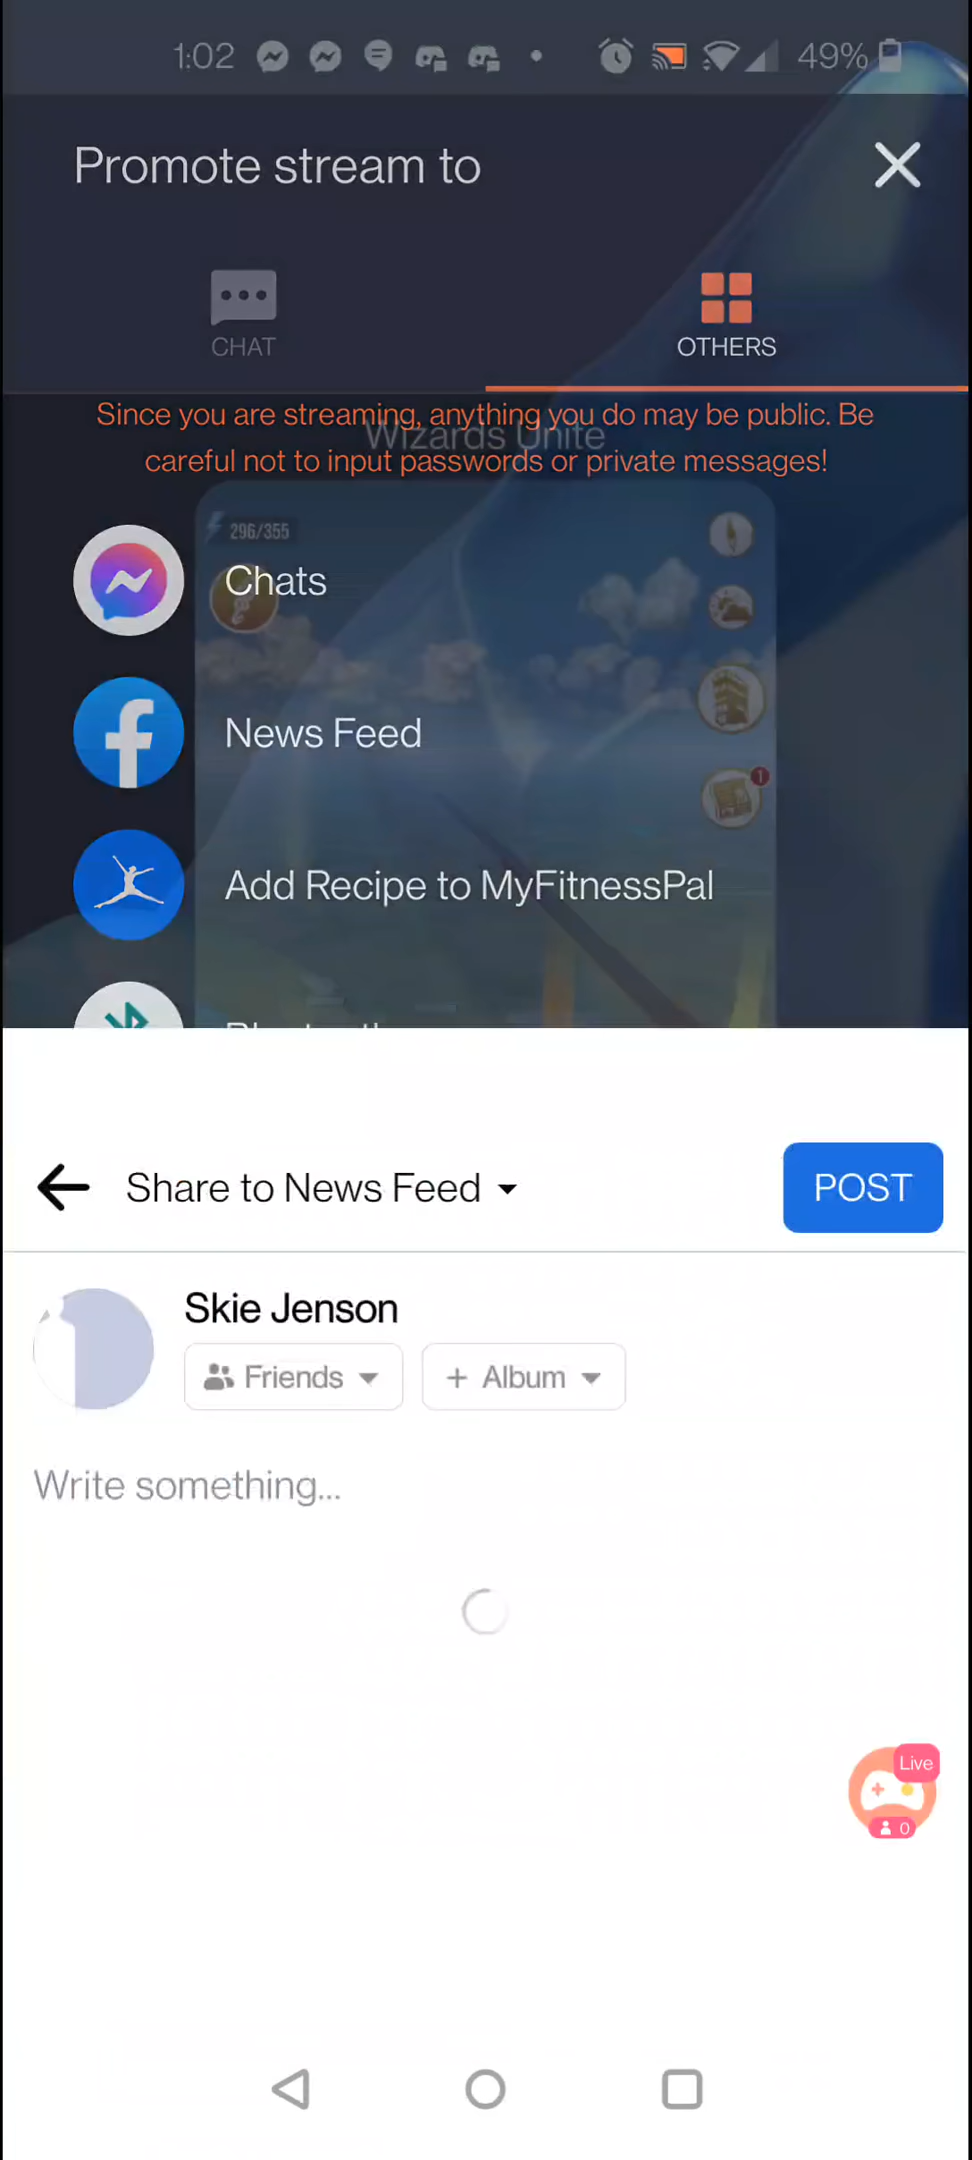 1:02
49%
Promote stream to
CHAT
OTHERS
Since you are streaming, anything you do may be public. Be
careful not to input passwords or private messages!
Wizards Unite
296/355
Chats
1
News Feed
Add Recipe to MyFitnessPal
Share to News Feed
POST
Skie Jenson
Friends
+ Album
Write something...
Live
0